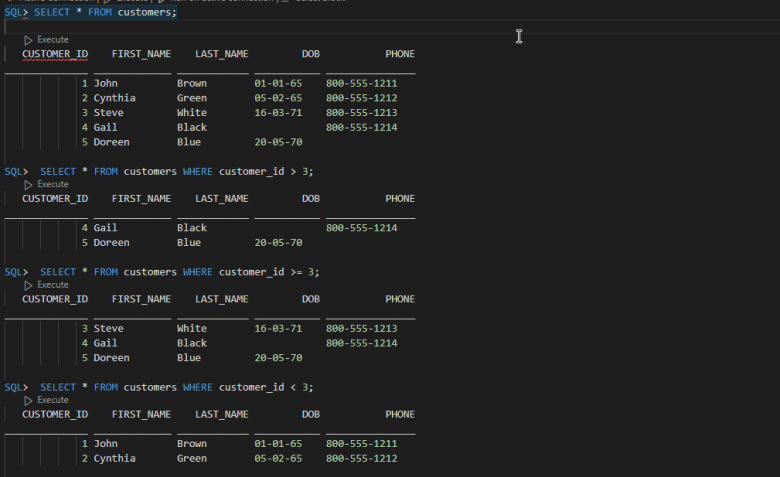 SQL> SELECT * FROM customers;
Execute
CUSTOMER_ID FIRST_NAME LAST_NAME DOB PHONE
1 John Brown 01-01-65 800-555-1211
2 Cynthia Green 05-02-65 800-555-1212
3 Steve White 16-03-71 800-555-1213
4 Gail Black 800-555-1214
5 Doreen Blue 20-05-70
SQL> SELECT * FROM customers WHERE customer_id > 3;
Execute
CUSTOMER_ID FIRST_NAME LAST_NAME DOB PHONE
4 Gail Black 800-555-1214
5 Doreen Blue 20-05-70
SQL> SELECT * FROM customers WHERE customer_id >= 3;
Execute
CUSTOMER_ID FIRST_NAME LAST_NAME DOB PHONE
3 Steve White 16-03-71 800-555-1213
4 Gail Black 800-555-1214
5 Doreen Blue 20-05-70
SQL> SELECT * FROM customers WHERE customer_id < 3;
Execute
CUSTOMER_ID FIRST_NAME LAST_NAME DOB PHONE
1 John Brown 01-01-65 800-555-1211
2 Cynthia Green 05-02-65 800-555-1212